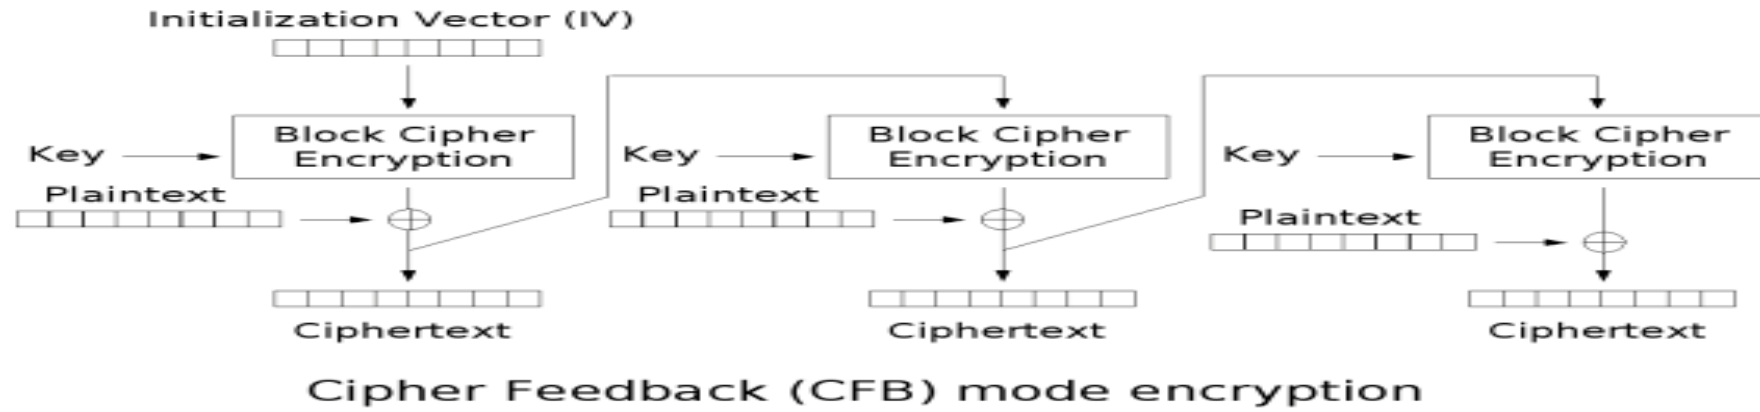 Initialization Vector (IV)
Block Cipher
Encryption
Key
Plaintext
Ciphertext
Block Cipher
Encryption
Key
Plaintext
Ciphertext
Block Cipher
Encryption
Key
Plaintext
Ciphertext
Cipher Feedback (CFB) mode encryption